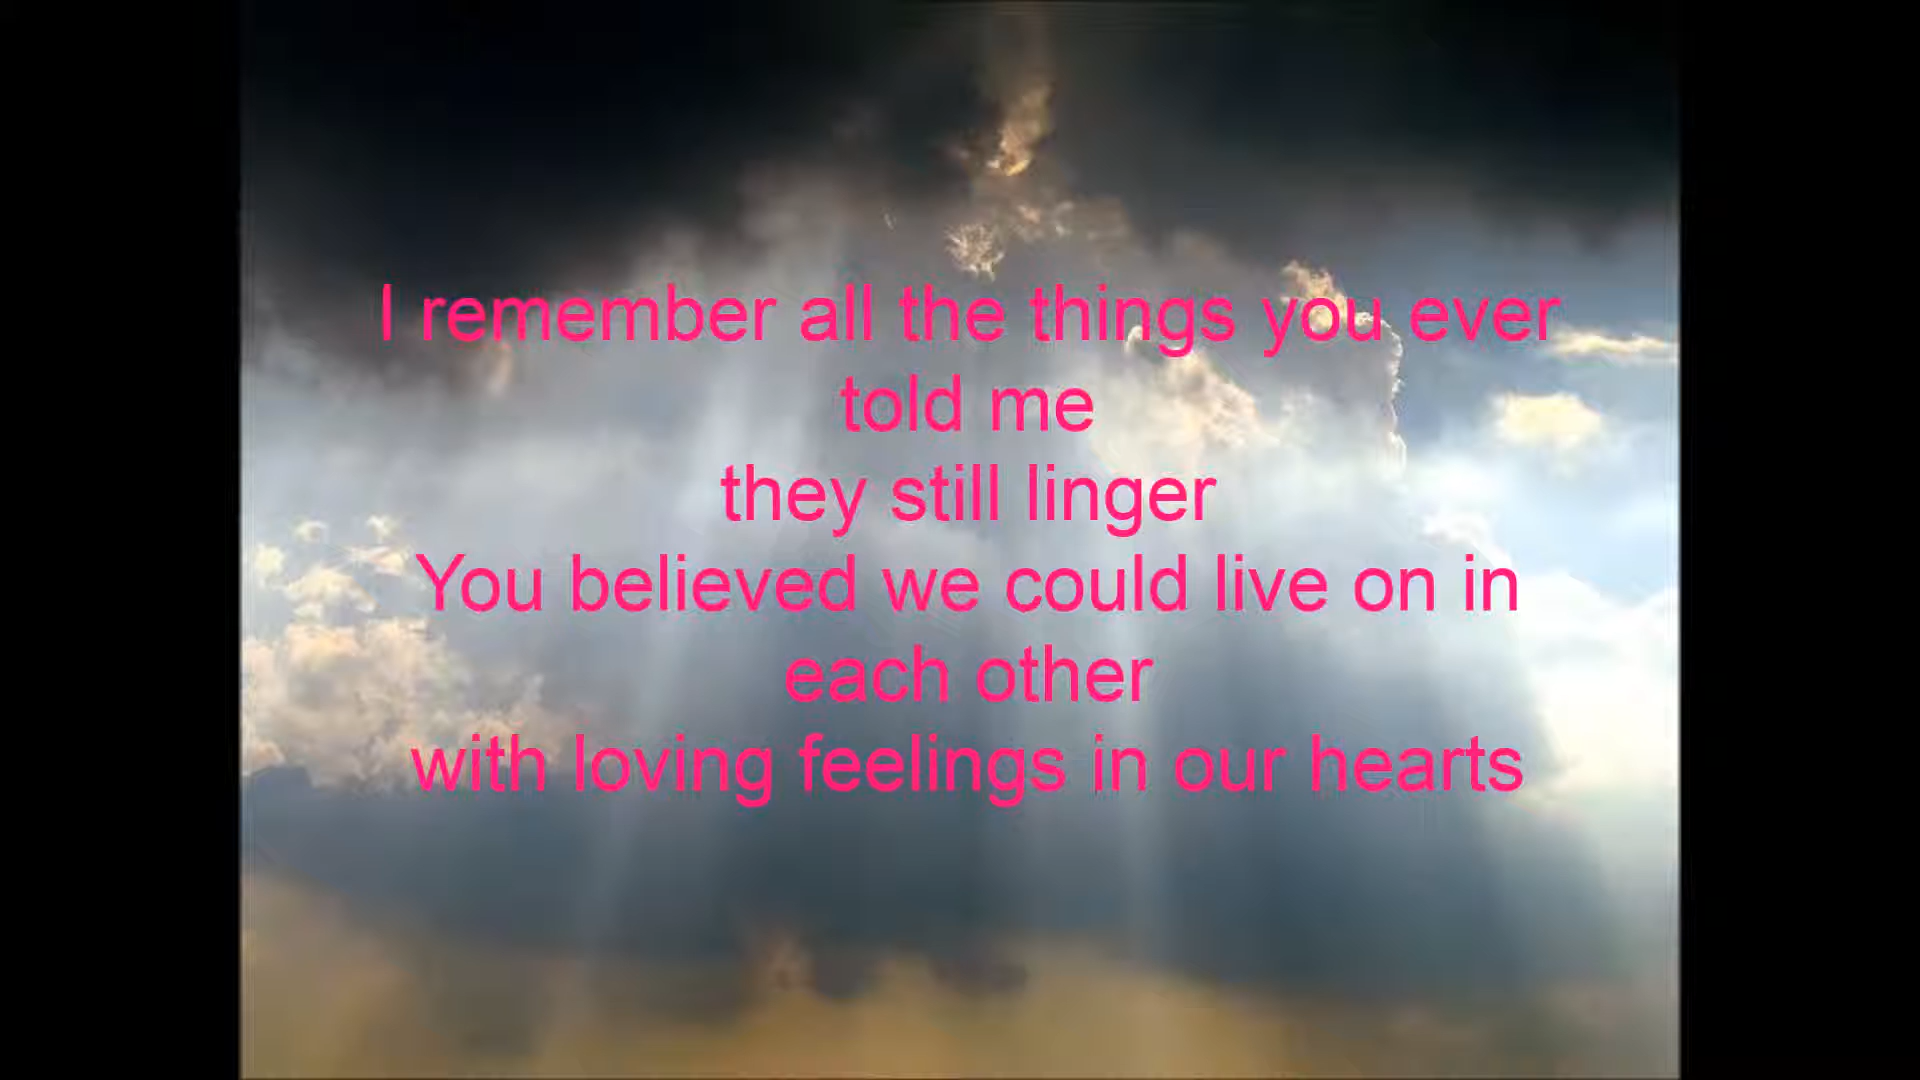 I remember all the things you ever
told me
they still linger
You believed we could live on in
each other
with loving feelings in our hearts